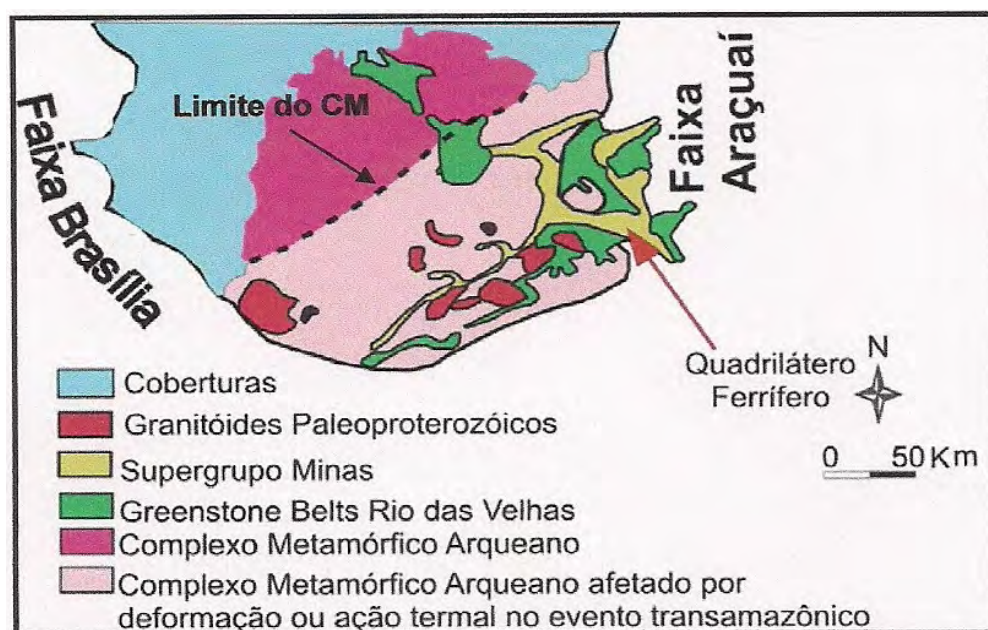 Limite do CM
Faixa Brasília
Faixa
Araçuaí
Quadrilátero
Ferrífero
N
0 50 Km
Coberturas
Granitóides Paleoproterozóicos
Supergrupo Minas
Greenstone Belts Rio das Velhas
Complexo Metamórfico Arqueano
Complexo Metamórfico Arqueano afetado por
deformação ou ação termal no evento transamazônico